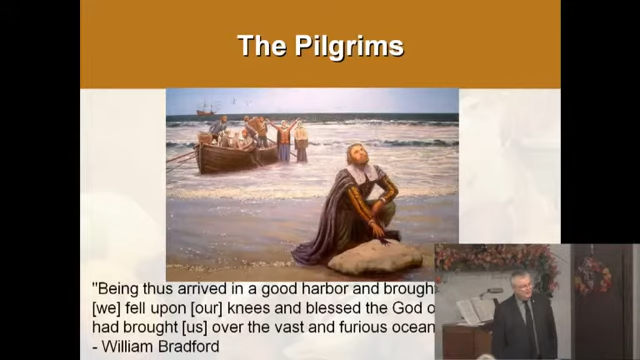 The Pilgrims
"Being thus arrived in a good harbor and
[we] fell upon [our] knees and blessed the God
had brought [us] over the vast and furious ocean
- William Bradford